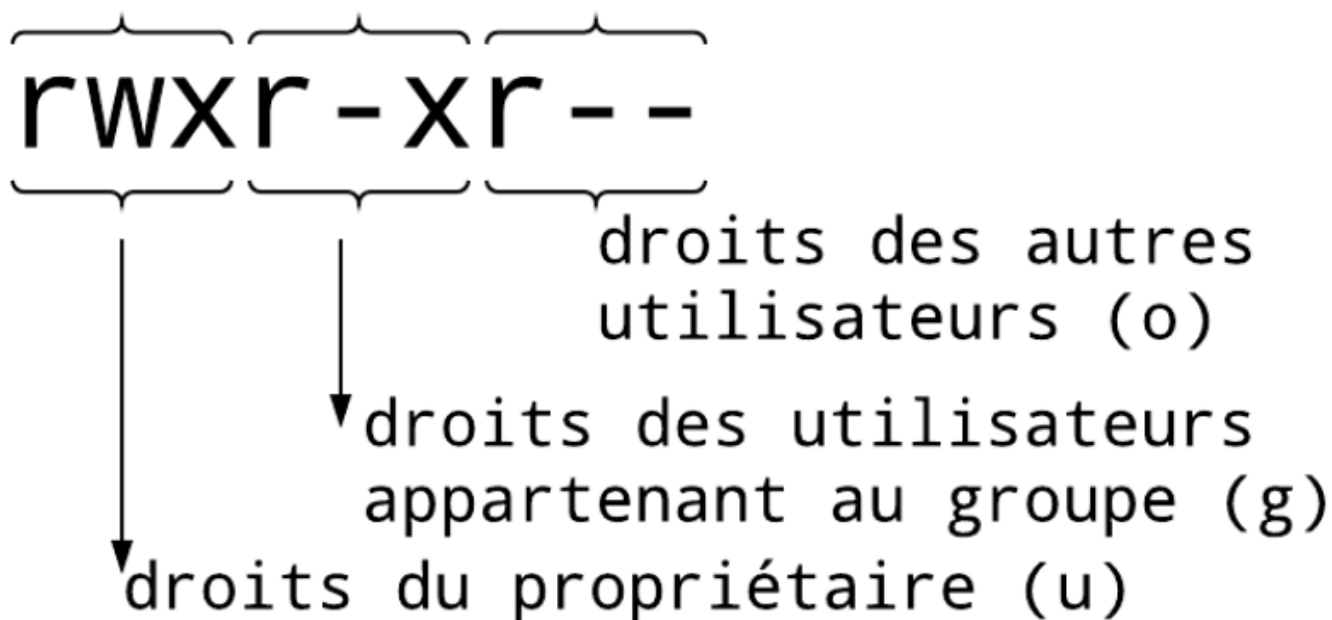 rwxr-xr--
droits des autres
utilisateurs (o)
droits des utilisateurs
appartenant au groupe (g)
droits du propriétaire (u)